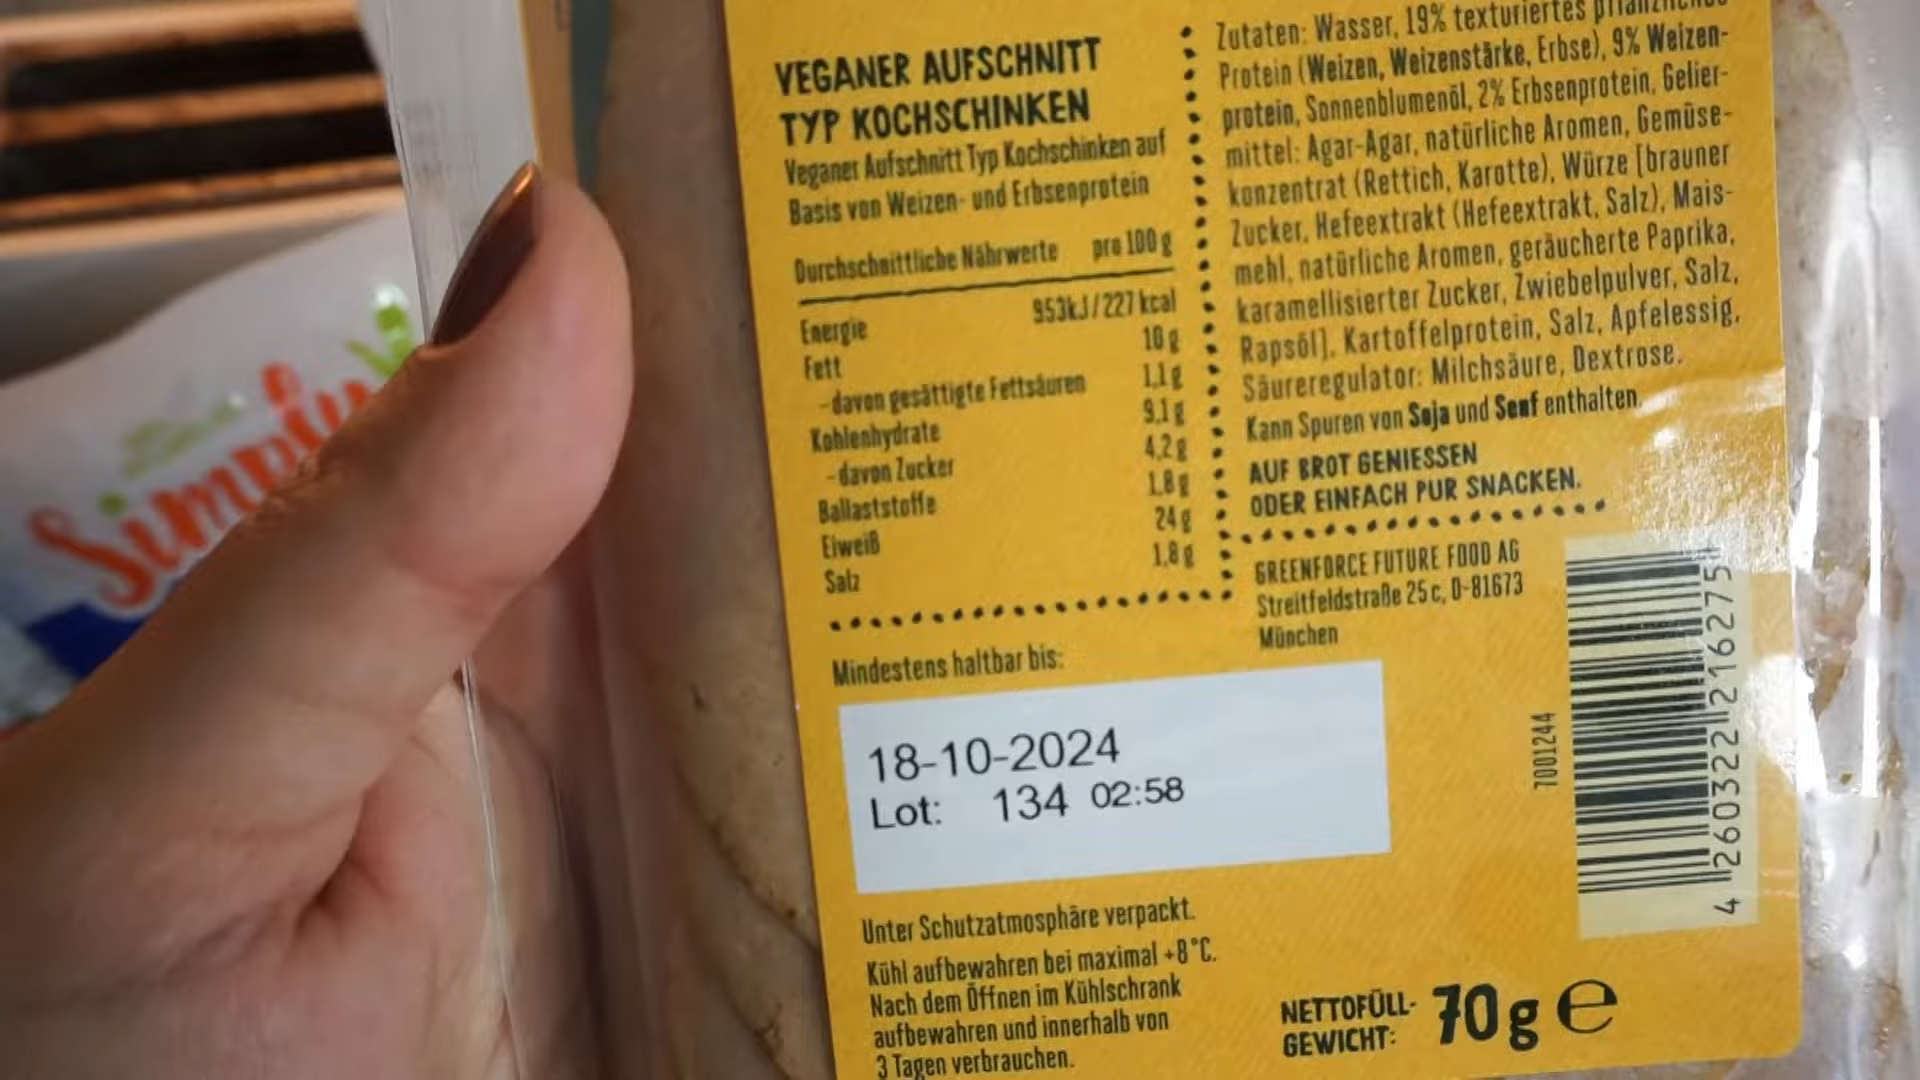 Simply
VEGANER AUFSCHNITT
TYP KOCHSCHINKEN
Veganer Aufschnitt Typ Kochschinken auf
Basis von Weizen- und Erbsenprotein
Durchschnittliche Nährwerte pro 100 g
Energie 953kJ/227 kcal
Fett 10 g
-davon gesättigte Fettsäuren 1,1 g
Kohlenhydrate 9,1 g
-davon Zucker 4,2 g
Ballaststoffe 1,8 g
Eiweiß 24 g
Salz 1,8 g
Mindestens haltbar bis:
18-10-2024
Lot: 134 02:58
Unter Schutzatmosphäre verpackt.
Kühl aufbewahren bei maximal +8°C.
Nach dem Öffnen im Kühlschrank
aufbewahren und innerhalb von
3 Tagen verbrauchen.
Zutaten: Wasser, 19% texturiertes
Protein (Weizen, Weizenstärke, Erbse), 9% Weizen-
protein, Sonnenblumenöl, 2% Erbsenprotein, Gelier-
mittel: Agar-Agar, natürliche Aromen, Gemüse-
konzentrat (Rettich, Karotte), Würze [brauner
Zucker, Hefeextrakt (Hefeextrakt, Salz), Mais-
mehl, natürliche Aromen, geräucherte Paprika,
karamellisierter Zucker, Zwiebelpulver, Salz,
Rapsöl], Kartoffelprotein, Salz, Apfelessig,
Säureregulator: Milchsäure, Dextrose.
Kann Spuren von Soja und Senf enthalten.
AUF BROT GENIESSEN
ODER EINFACH PUR SNACKEN.
GREENFORCE FUTURE FOOD AG
Streitfeldstraße 25 c, D-81673
München
7001244
4 260322 216275
NETTOFÜLL-
GEWICHT: 70 g e